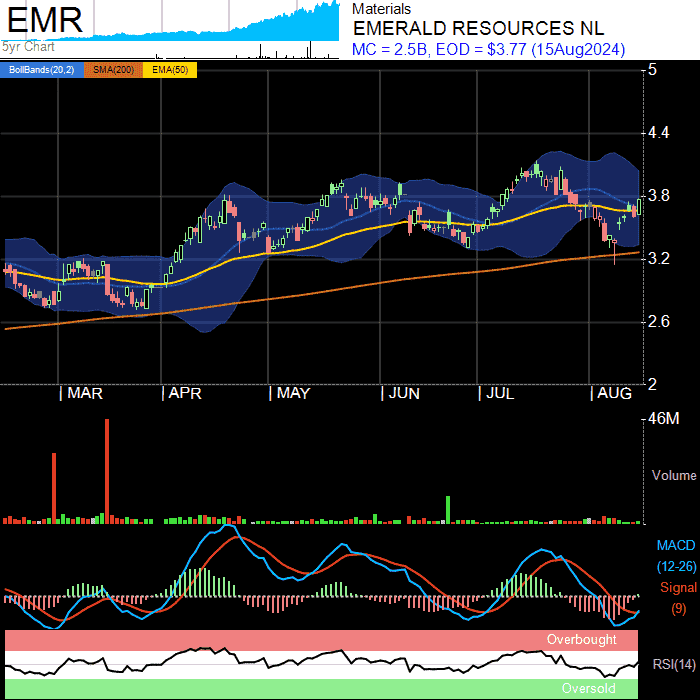 EMR
5yr Chart
Materials
EMERALD RESOURCES NL
MC = 2.5B, EOD = $3.77 (15Aug2024)
BollBands(20,2) SMA(200) EMA(50)
5
4.4
3.8
3.2
2.6
2
MAR APR MAY JUN JUL AUG
46M
Volume
MACD
(12-26)
Signal
(9)
Overbought
RSI(14)
Oversold